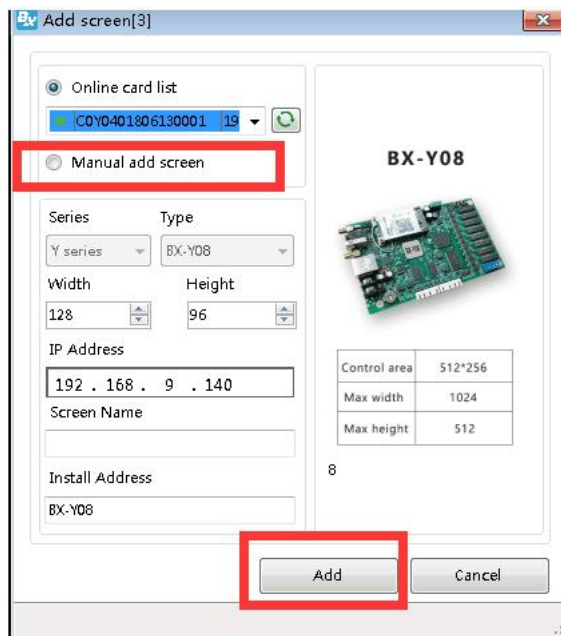 Add screen[3]
Online card list
C0Y0401806130001 19
Manual add screen
Series Type
Y series BX-Y08
Width Height
128 96
IP Address
192 . 168 . 9 . 140
Screen Name
Install Address
BX-Y08
BX-Y08
Control area 512*256
Max width 1024
Max height 512
8
Add Cancel